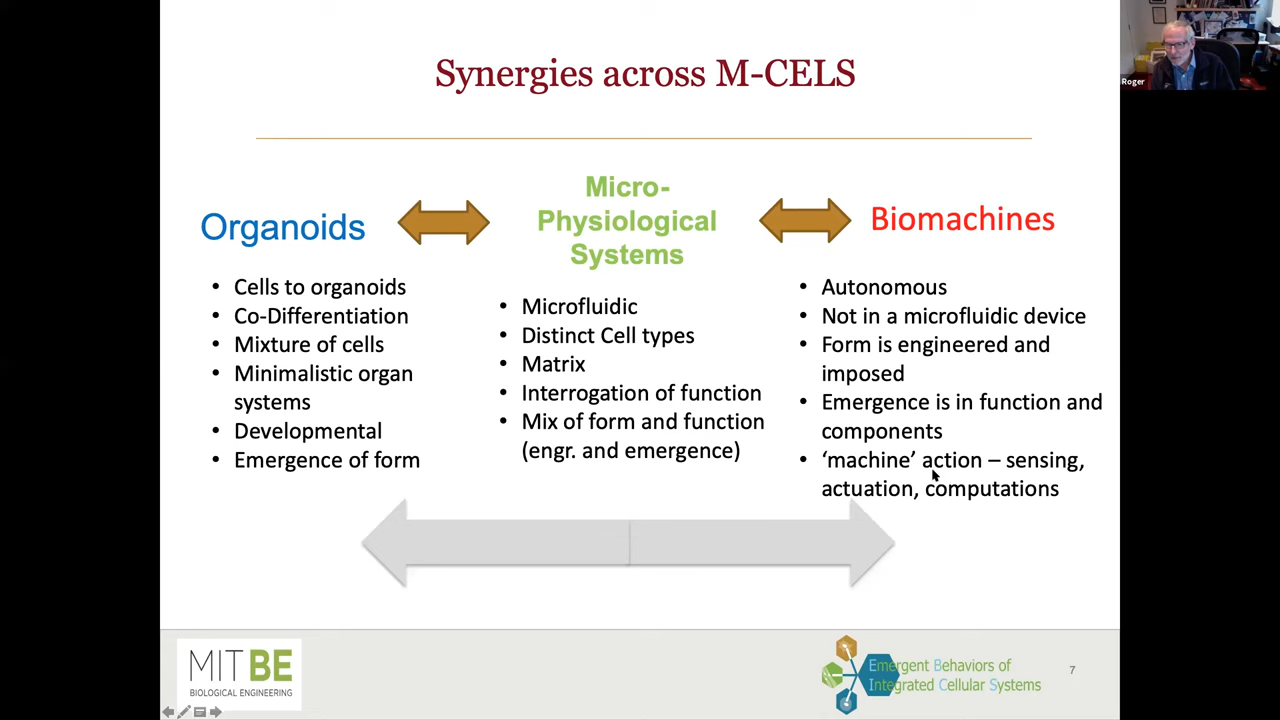 Synergies across M-CELS
Roger
Organoids
• Cells to organoids
• Co-Differentiation
• Mixture of cells
• Minimalistic organ
systems
• Developmental
• Emergence of form
Micro-
Physiological
Systems
• Microfluidic
• Distinct Cell types
• Matrix
• Interrogation of function
• Mix of form and function
(engr. and emergence)
Biomachines
• Autonomous
• Not in a microfluidic device
• Form is engineered and
imposed
• Emergence is in function and
components
• ‘machine’ action – sensing,
actuation, computations
MIT BE
BIOLOGICAL ENGINEERING
Emergent Behaviors of
Integrated Cellular Systems
7